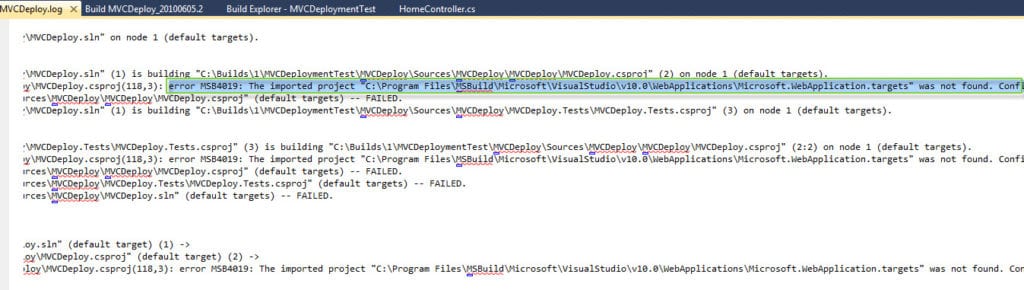 MVCDeploy.log X Build MVCDeploy_20100605.2 Build Explorer - MVCDeploymentTest HomeController.cs
\MVCDeploy.sln" on node 1 (default targets).
\MVCDeploy.sln" (1) is building "C:\Builds\1\MVCDeploymentTest\MVCDeploy\Sources\MVCDeploy\MVCDeploy\MVCDeploy.csproj" (2) on node 1 (default targets).
oy\MVCDeploy.csproj(118,3): error MSB4019: The imported project "C:\Program Files\MSBuild\Microsoft\VisualStudio\v10.0\WebApplications\Microsoft.WebApplication.targets" was not found. Confi
urces\MVCDeploy\MVCDeploy\MVCDeploy.csproj" (default targets) -- FAILED.
\MVCDeploy.sln" (1) is building "C:\Builds\1\MVCDeploymentTest\MVCDeploy\Sources\MVCDeploy\MVCDeploy.Tests\MVCDeploy.Tests.csproj" (3) on node 1 (default targets).
\MVCDeploy.Tests\MVCDeploy.Tests.csproj" (3) is building "C:\Builds\1\MVCDeploymentTest\MVCDeploy\Sources\MVCDeploy\MVCDeploy\MVCDeploy.csproj" (2:2) on node 1 (default targets).
oy\MVCDeploy.csproj(118,3): error MSB4019: The imported project "C:\Program Files\MSBuild\Microsoft\VisualStudio\v10.0\WebApplications\Microsoft.WebApplication.targets" was not found. Confi
urces\MVCDeploy\MVCDeploy\MVCDeploy.csproj" (default targets) -- FAILED.
urces\MVCDeploy\MVCDeploy.Tests\MVCDeploy.Tests.csproj" (default targets) -- FAILED.
urces\MVCDeploy\MVCDeploy.sln" (default targets) -- FAILED.
oy.sln" (default target) (1) ->
oy\MVCDeploy.csproj" (default target) (2) ->
loy\MVCDeploy.csproj(118,3): error MSB4019: The imported project "C:\Program Files\MSBuild\Microsoft\VisualStudio\v10.0\WebApplications\Microsoft.WebApplication.targets" was not found. Con